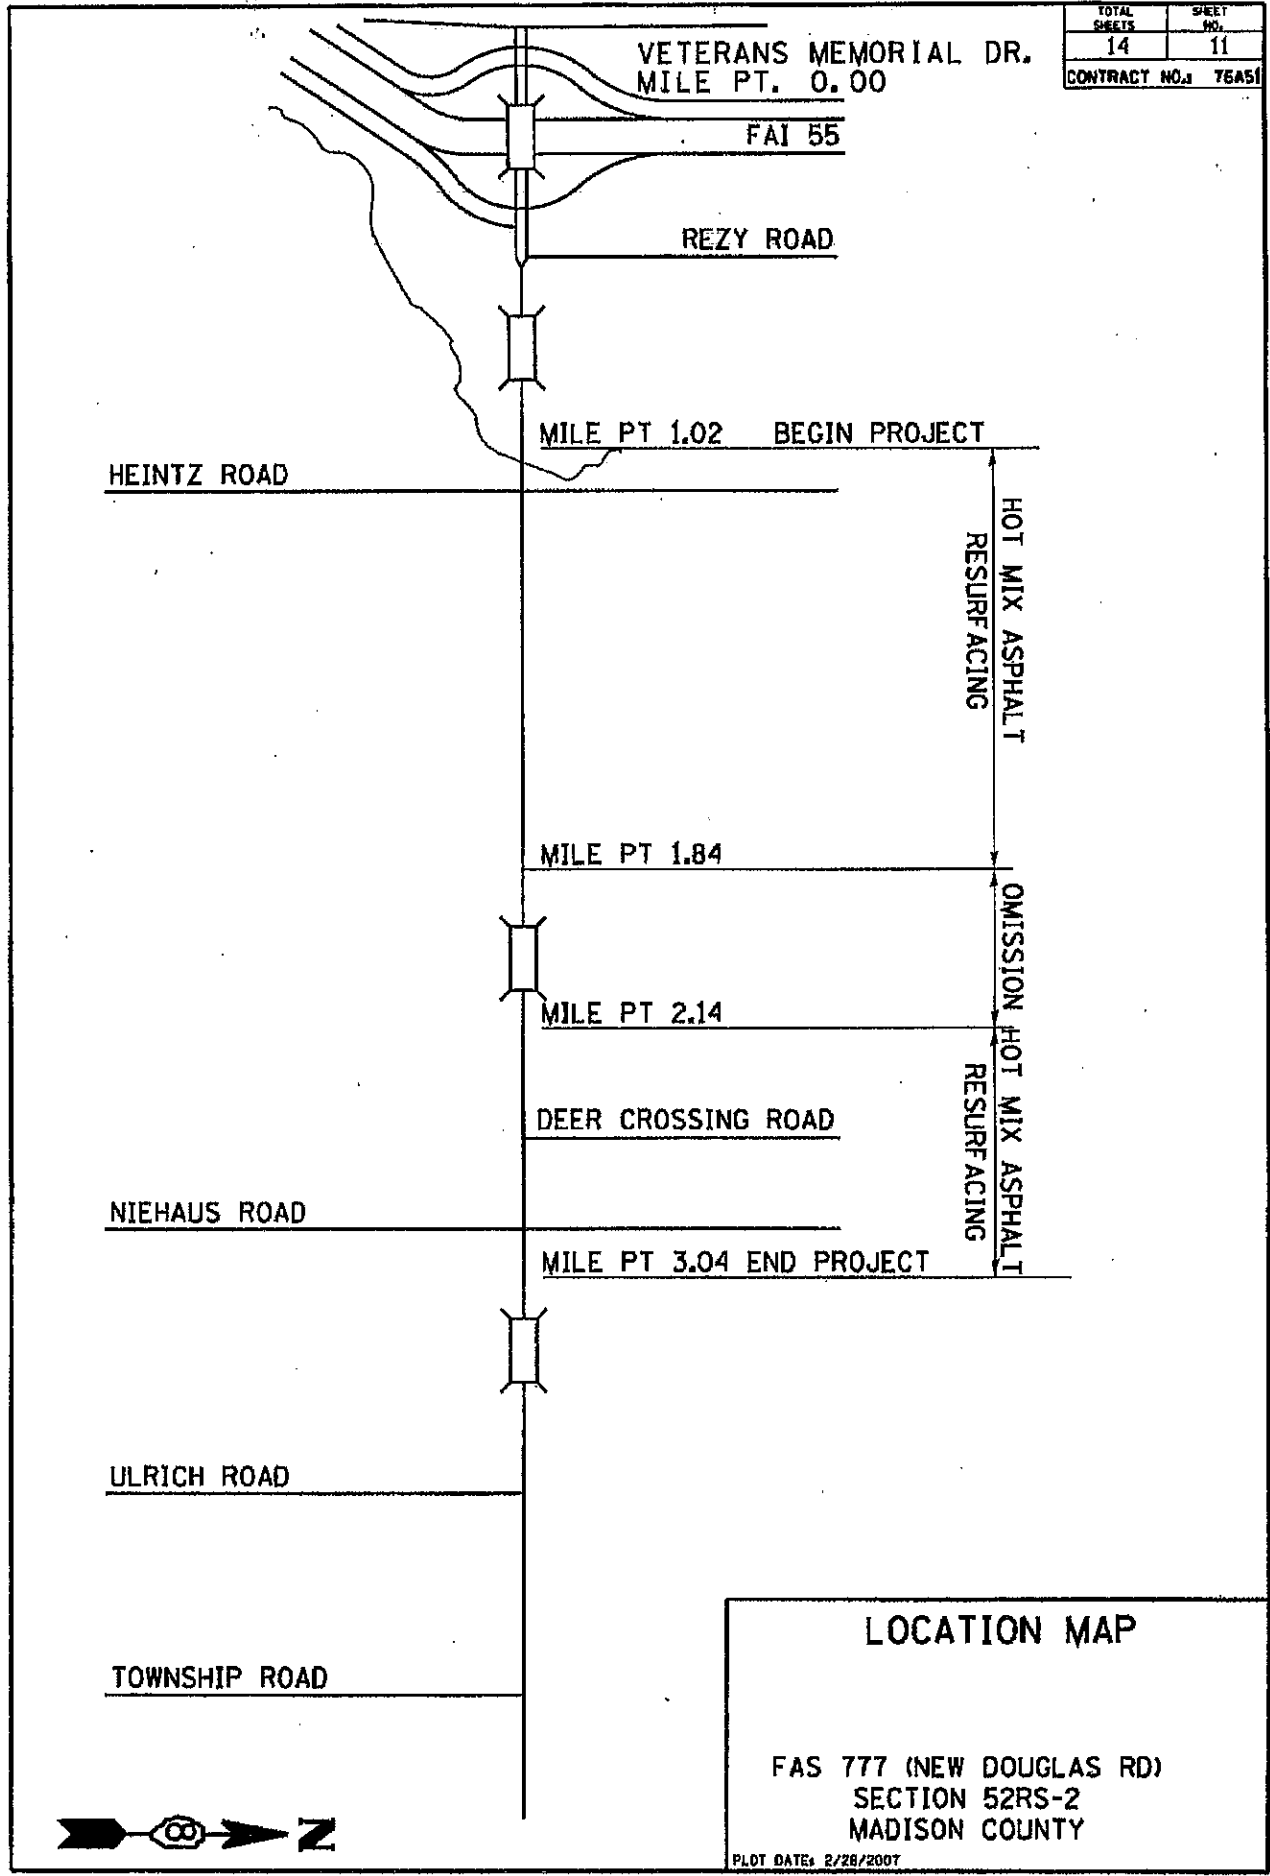 TOTAL SHEETS
SHEET NO.
14
11
CONTRACT NO.: 76A51
VETERANS MEMORIAL DR.
MILE PT. 0.00
FAI 55
REZY ROAD
MILE PT 1.02 BEGIN PROJECT
HEINTZ ROAD
HOT MIX ASPHALT
RESURFACING
MILE PT 1.84
OMISSION
MILE PT 2.14
HOT MIX ASPHALT
RESURFACING
DEER CROSSING ROAD
NIEHAUS ROAD
MILE PT 3.04 END PROJECT
ULRICH ROAD
TOWNSHIP ROAD
N
LOCATION MAP
FAS 777 (NEW DOUGLAS RD)
SECTION 52RS-2
MADISON COUNTY
PLOT DATE: 2/28/2007